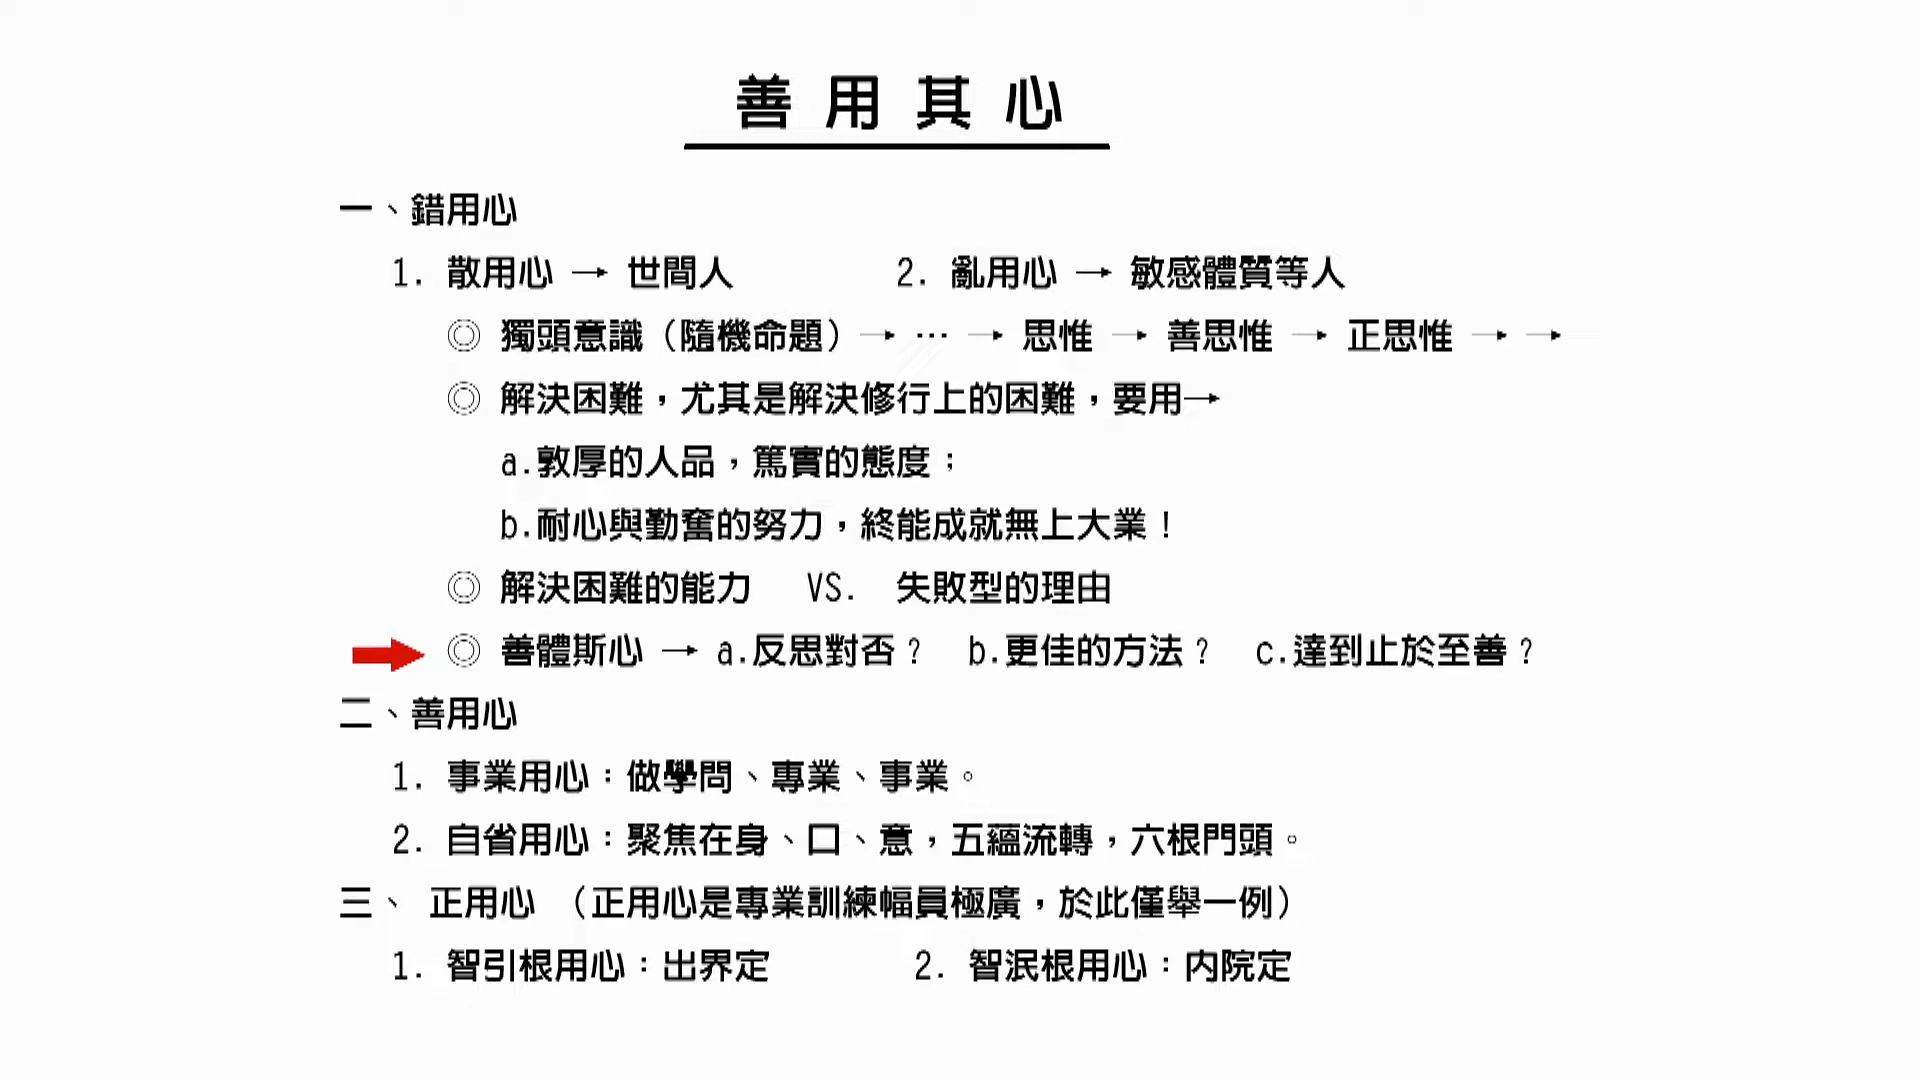 善用其心
一、錯用心
1. 散用心 → 世間人 2. 亂用心 → 敏感體質等人
◎ 獨頭意識（隨機命題）→ … → 思惟 → 善思惟 → 正思惟 → →
◎ 解決困難，尤其是解決修行上的困難，要用→
a.敦厚的人品，篤實的態度；
b.耐心與勤奮的努力，終能成就無上大業！
◎ 解決困難的能力 VS. 失敗型的理由
◎ 善體斯心 → a.反思對否？ b.更佳的方法？ c.達到止於至善？
二、善用心
1. 事業用心：做學問、專業、事業。
2. 自省用心：聚焦在身、口、意，五蘊流轉，六根門頭。
三、 正用心 （正用心是專業訓練幅員極廣，於此僅舉一例）
1. 智引根用心：出界定 2. 智泯根用心：內院定